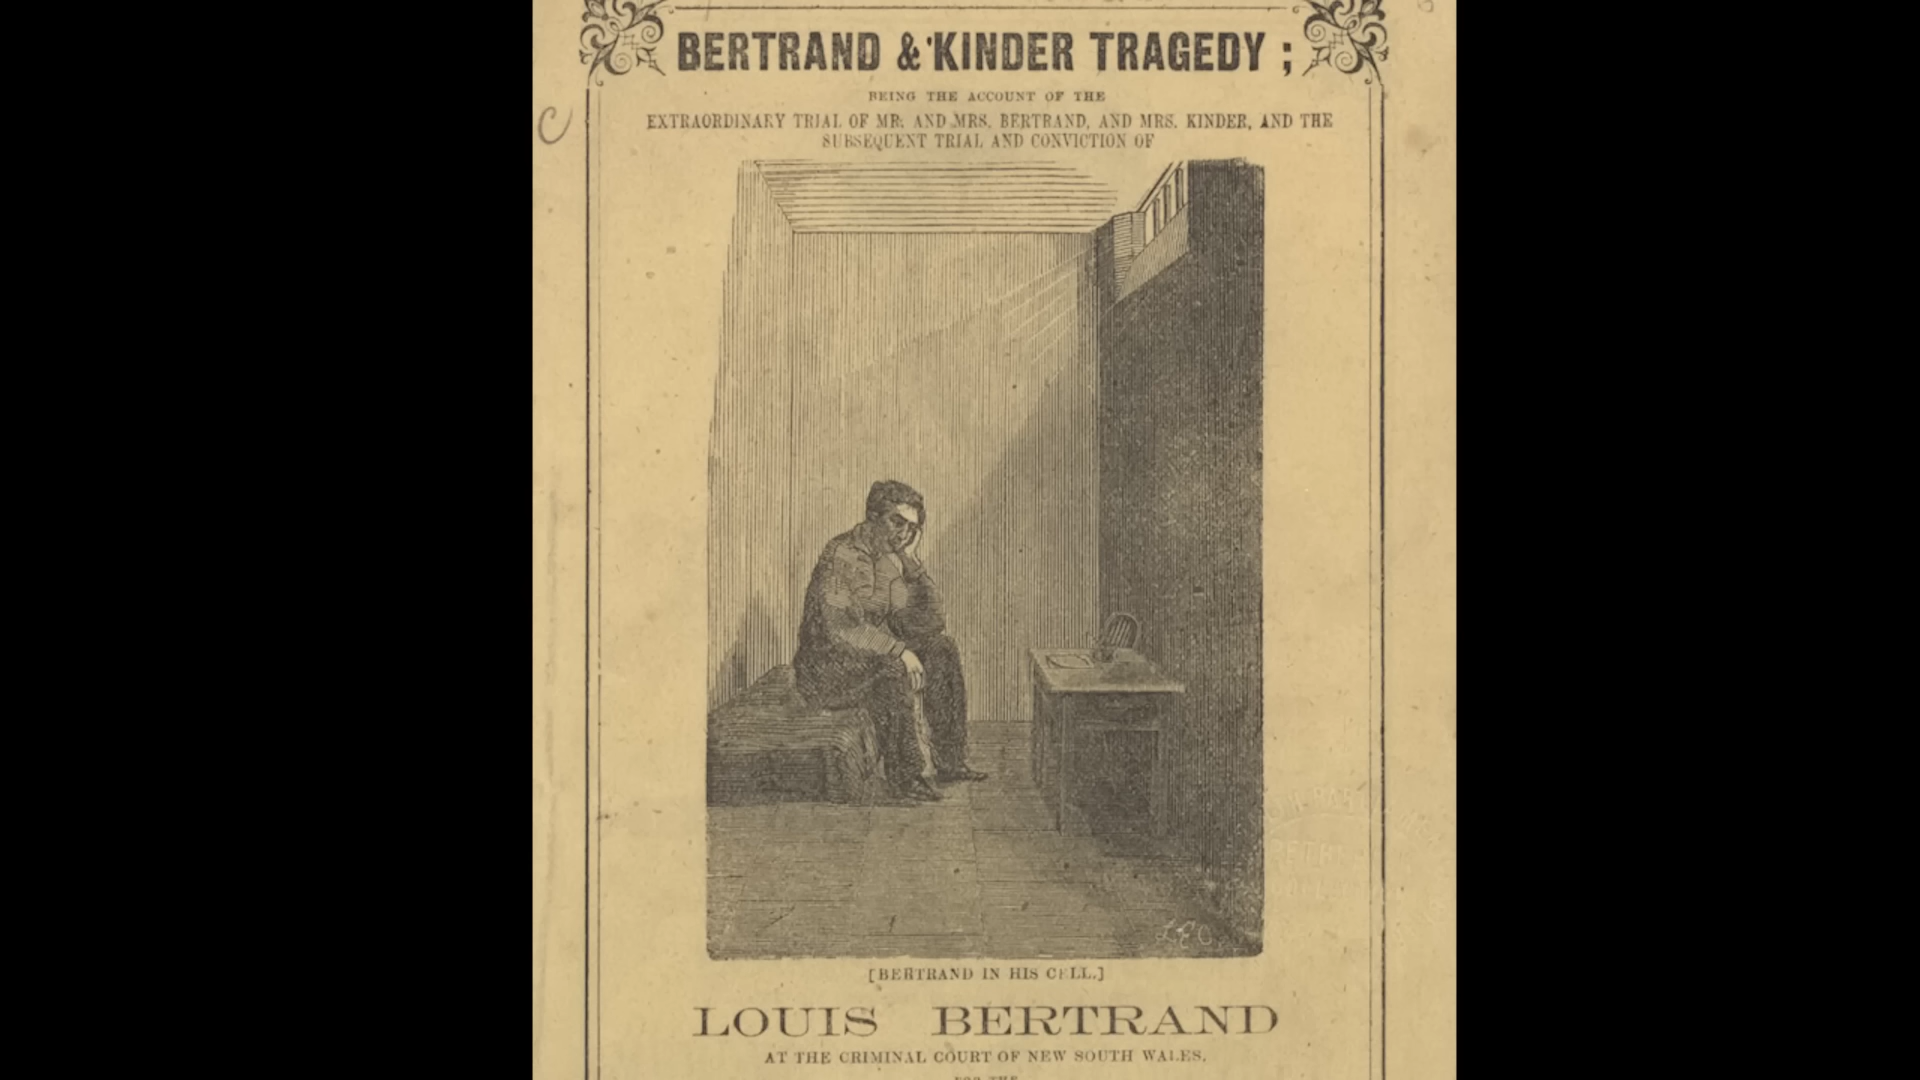 BERTRAND & KINDER TRAGEDY ;
BEING THE ACCOUNT OF THE
EXTRAORDINARY TRIAL OF MR. AND MRS. BERTRAND, AND MRS. KINDER, AND THE
SUBSEQUENT TRIAL AND CONVICTION OF
C
L E C
[BERTRAND IN HIS CELL.]
LOUIS BERTRAND
AT THE CRIMINAL COURT OF NEW SOUTH WALES,
FOR THE